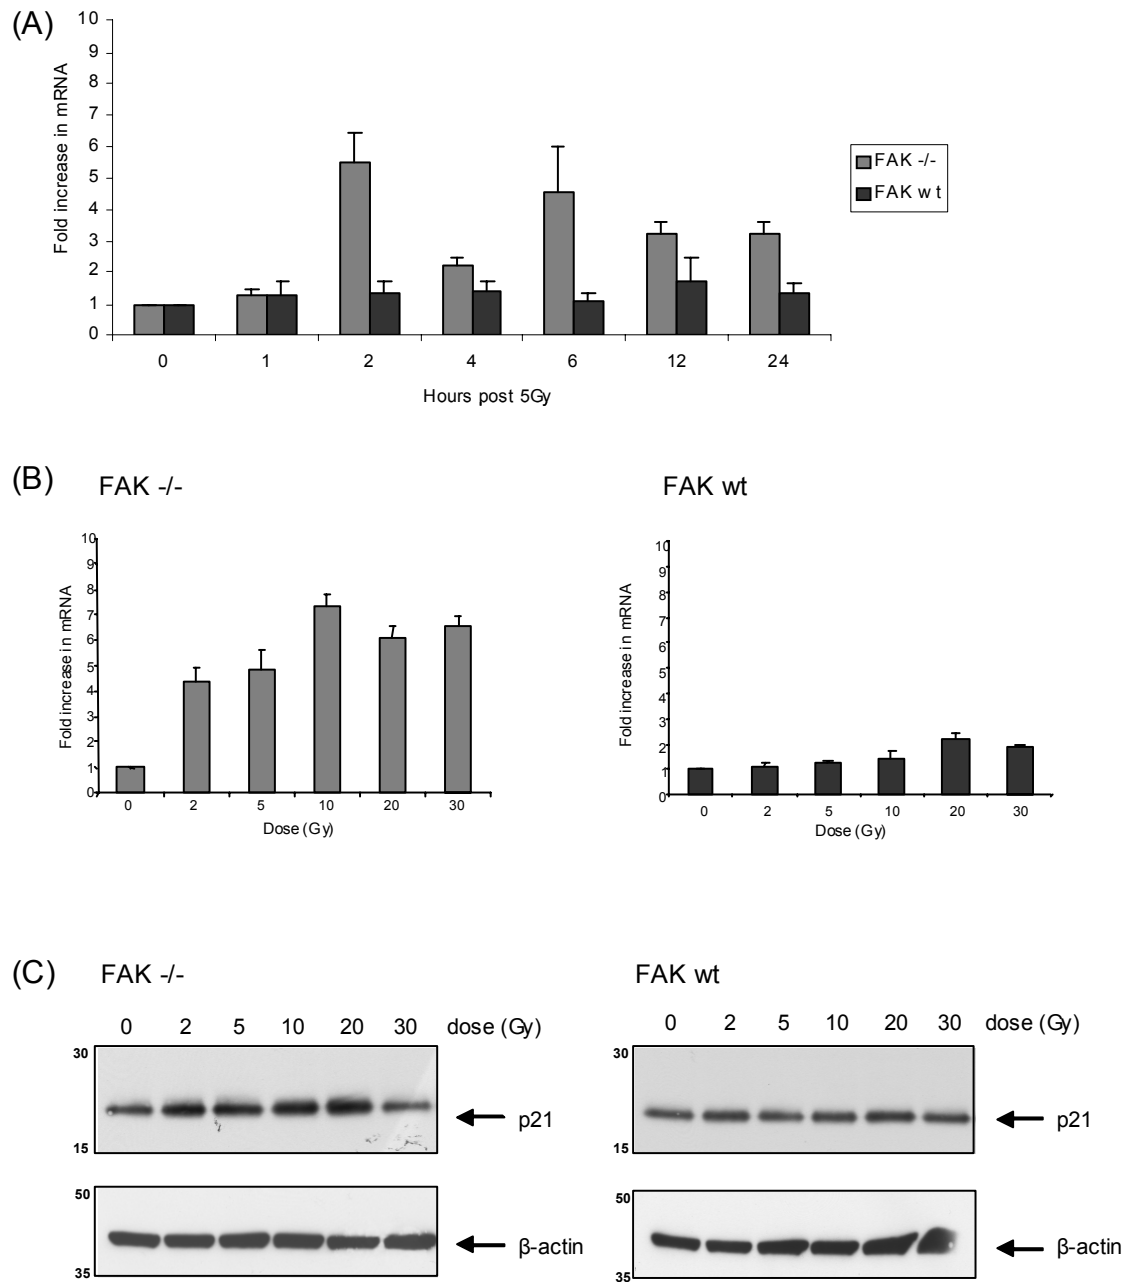 (A)
10
9
8
7
6
5
4
3
2
1
0
Fold increase in mRNA
0 1 2 4 6 12 24
Hours post 5Gy
FAK -/-
FAK w t
(B)
FAK -/-
FAK wt
10
9
8
7
6
5
4
3
2
1
0
Fold increase in mRNA
0 2 5 10 20 30
Dose (Gy)
10
9
8
7
6
5
4
3
2
1
0
Fold increase in mRNA
0 2 5 10 20 30
Dose (Gy)
(C)
FAK -/-
FAK wt
0 2 5 10 20 30 dose (Gy)
30
15
p21
50
35
β-actin
0 2 5 10 20 30 dose (Gy)
30
15
p21
50
35
β-actin